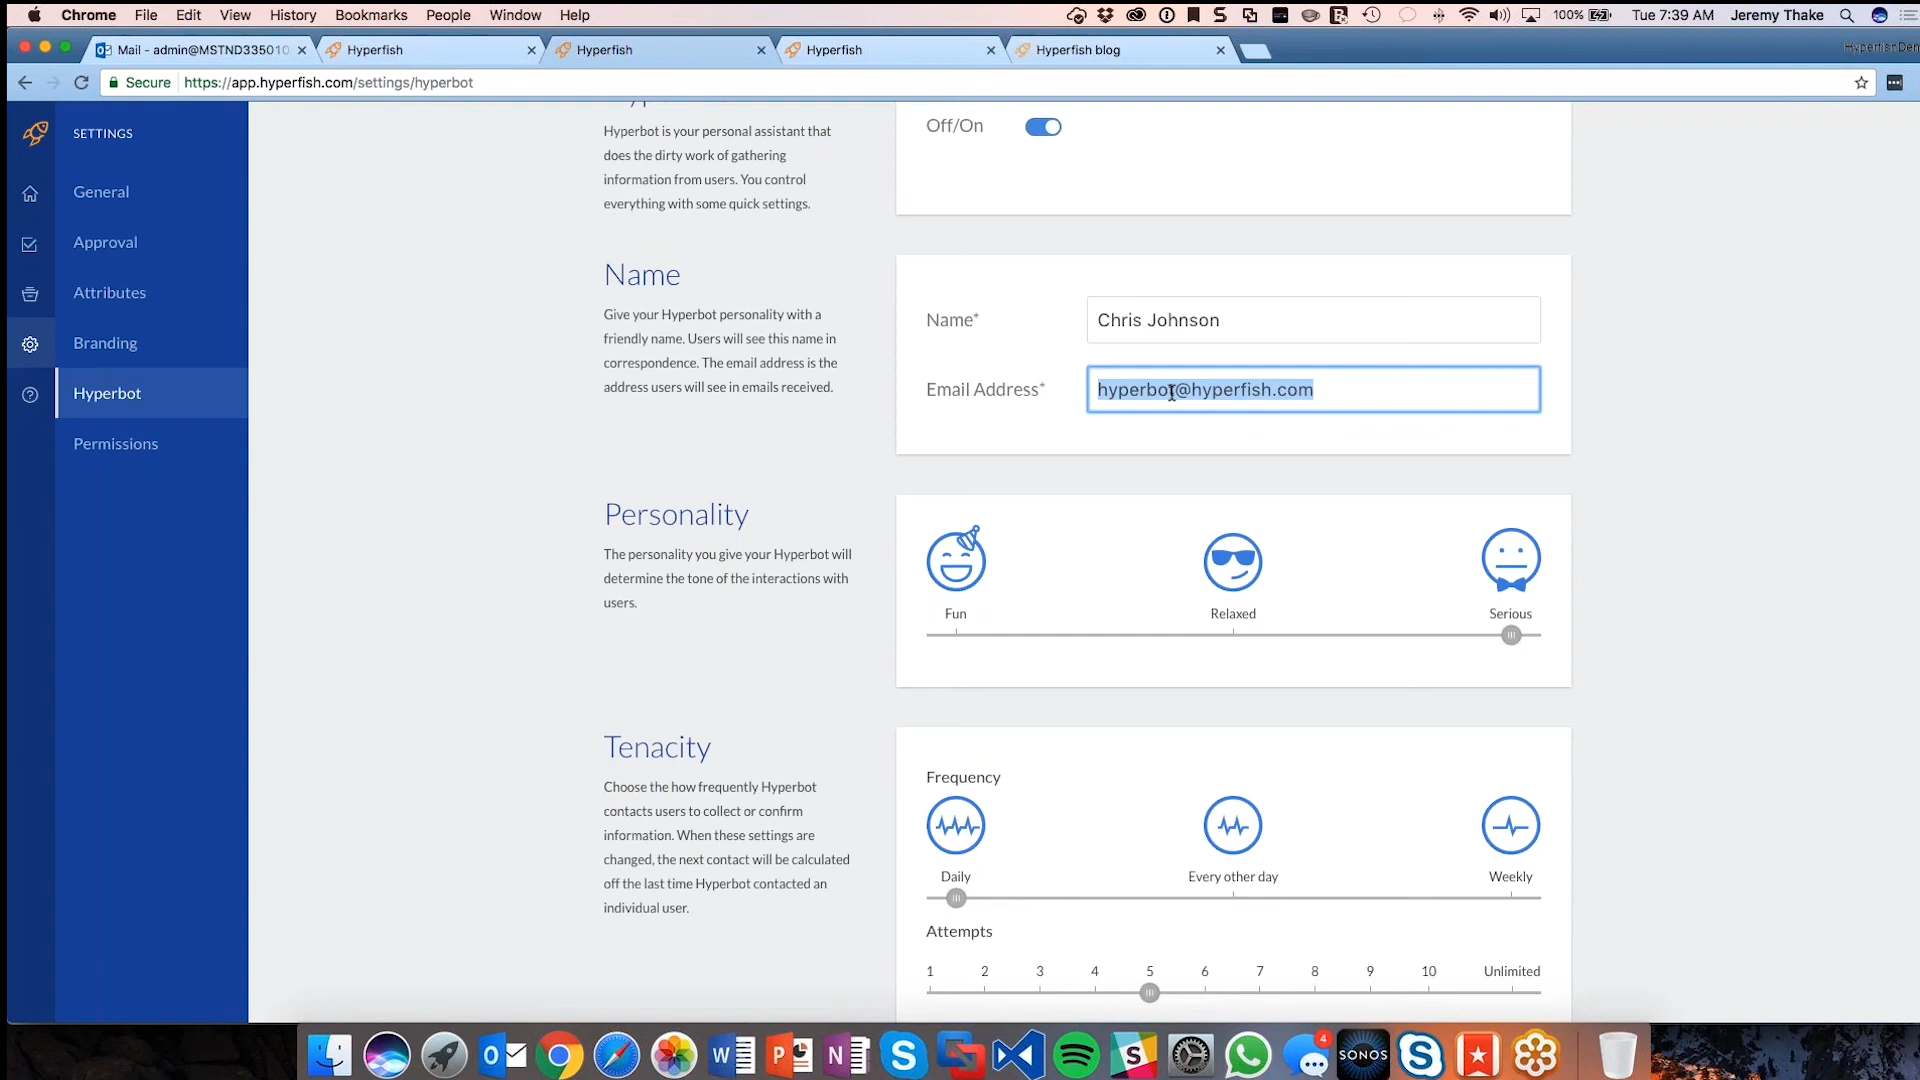 Chrome File Edit View History Bookmarks People Window Help
100% Tue 7:39 AM Jeremy Thake
Mail - admin@MSTND335010
Hyperfish
Hyperfish
Hyperfish
Hyperfish blog
HyperfishDem
Secure https://app.hyperfish.com/settings/hyperbot
SETTINGS
General
Approval
Attributes
Branding
Hyperbot
Permissions
Hyperbot is your personal assistant that
does the dirty work of gathering
information from users. You control
everything with some quick settings.
Off/On
Name
Give your Hyperbot personality with a
friendly name. Users will see this name in
correspondence. The email address is the
address users will see in emails received.
Name*
Chris Johnson
Email Address*
hyperbot@hyperfish.com
Personality
The personality you give your Hyperbot will
determine the tone of the interactions with
users.
Fun
Relaxed
Serious
Tenacity
Choose the how frequently Hyperbot
contacts users to collect or confirm
information. When these settings are
changed, the next contact will be calculated
off the last time Hyperbot contacted an
individual user.
Frequency
Daily
Every other day
Weekly
Attempts
1 2 3 4 5 6 7 8 9 10 Unlimited
4
SONOS